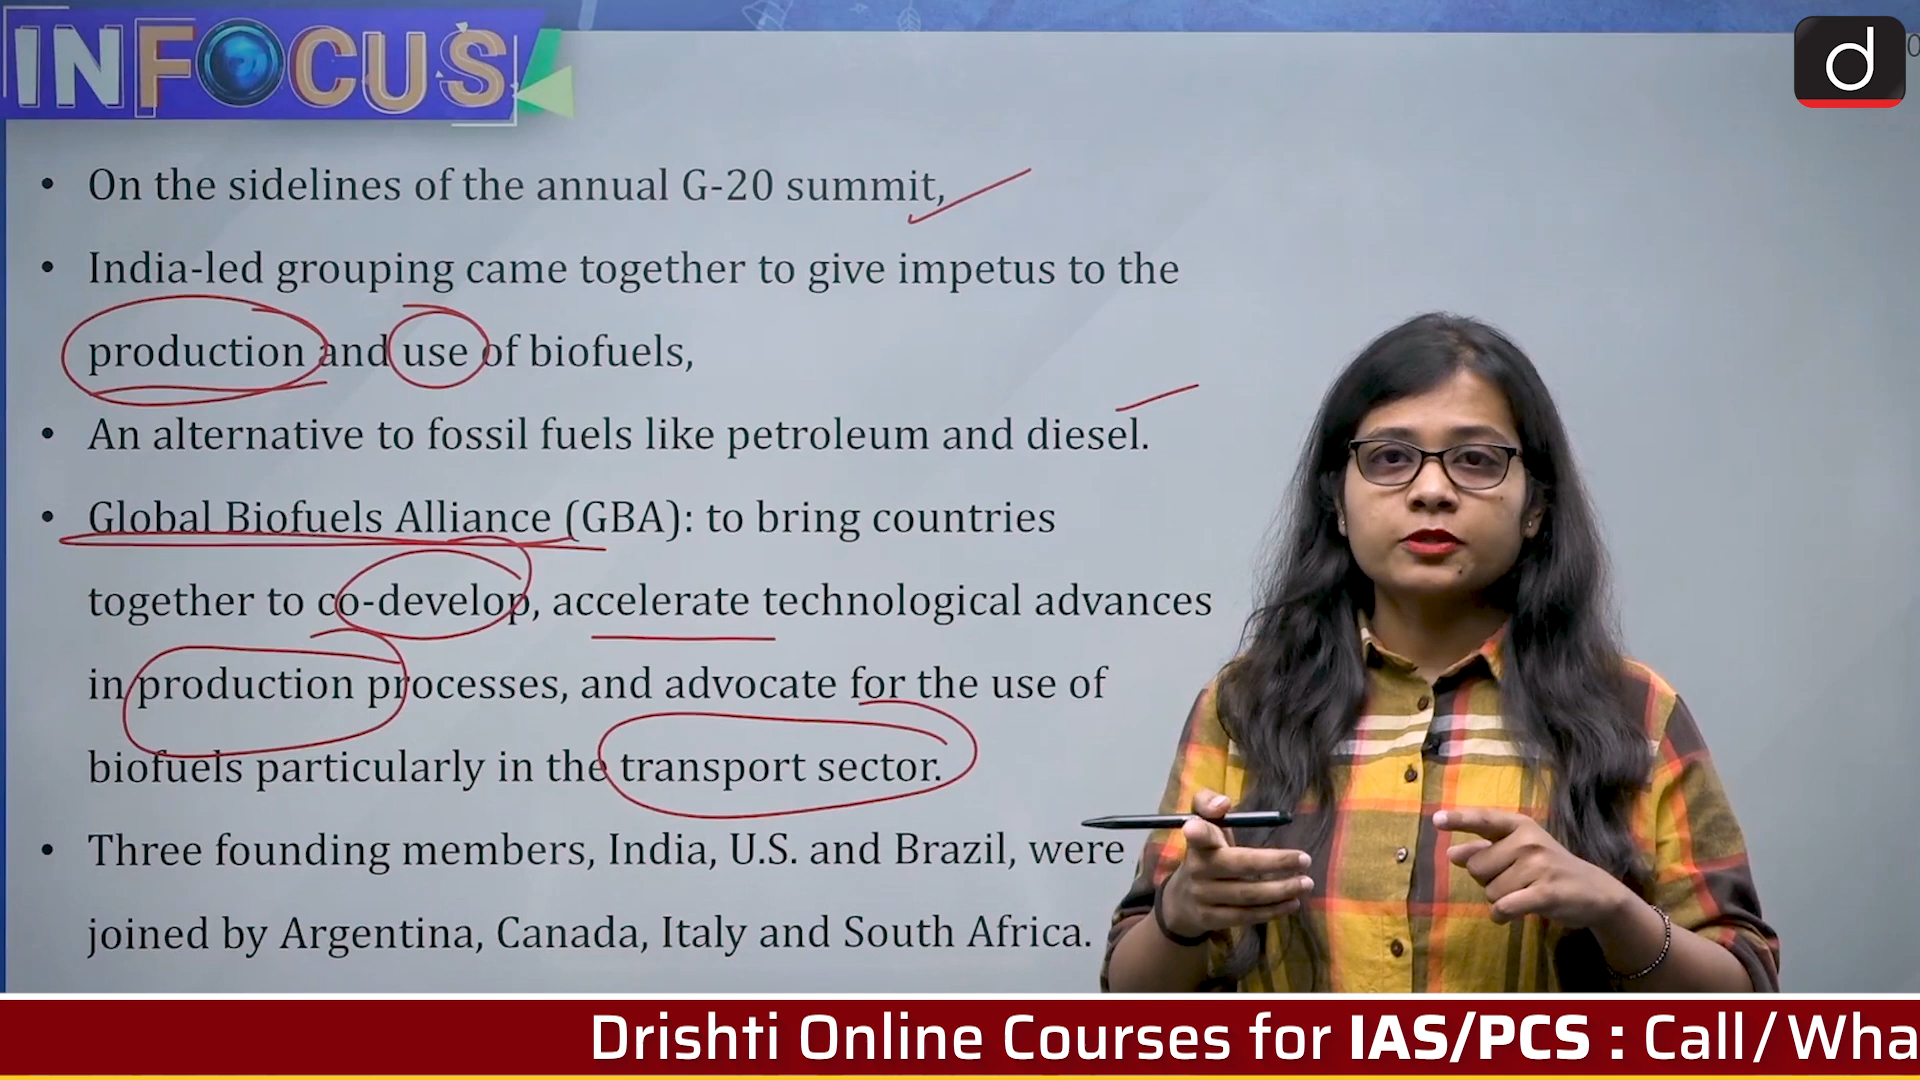 INFOCUS
d
• On the sidelines of the annual G-20 summit,
• India-led grouping came together to give impetus to the
production and use of biofuels,
• An alternative to fossil fuels like petroleum and diesel.
• Global Biofuels Alliance (GBA): to bring countries
together to co-develop, accelerate technological advances
in production processes, and advocate for the use of
biofuels particularly in the transport sector.
• Three founding members, India, U.S. and Brazil, were
joined by Argentina, Canada, Italy and South Africa.
Drishti Online Courses for IAS/PCS : Call/Wha